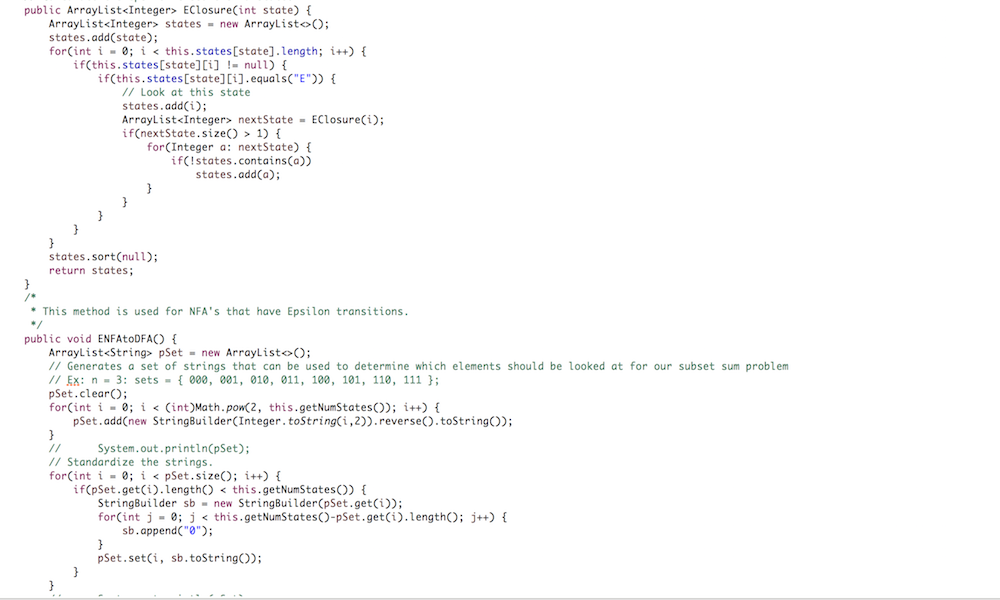 public ArrayList<Integer> EClosure(int state) {
ArrayList<Integer> states = new ArrayList<>();
states.add(state);
for(int i = 0; i < this.states[state].length; i++) {
if(this.states[state][i] != null) {
if(this.states[state][i].equals("E")) {
// Look at this state
states.add(i);
ArrayList<Integer> nextState = EClosure(i);
if(nextState.size() > 1) {
for(Integer a: nextState) {
if(!states.contains(a))
states.add(a);
}
}
}
}
}
states.sort(null);
return states;
}
/*
* This method is used for NFA's that have Epsilon transitions.
*/
public void ENFAtoDFA() {
ArrayList<String> pSet = new ArrayList<>();
// Generates a set of strings that can be used to determine which elements should be looked at for our subset sum problem
// Ex: n = 3: sets = { 000, 001, 010, 011, 100, 101, 110, 111 };
pSet.clear();
for(int i = 0; i < (int)Math.pow(2, this.getNumStates()); i++) {
pSet.add(new StringBuilder(Integer.toString(i,2)).reverse().toString());
}
// System.out.println(pSet);
// Standardize the strings.
for(int i = 0; i < pSet.size(); i++) {
if(pSet.get(i).length() < this.getNumStates()) {
StringBuilder sb = new StringBuilder(pSet.get(i));
for(int j = 0; j < this.getNumStates()-pSet.get(i).length(); j++) {
sb.append("0");
}
pSet.set(i, sb.toString());
}
}